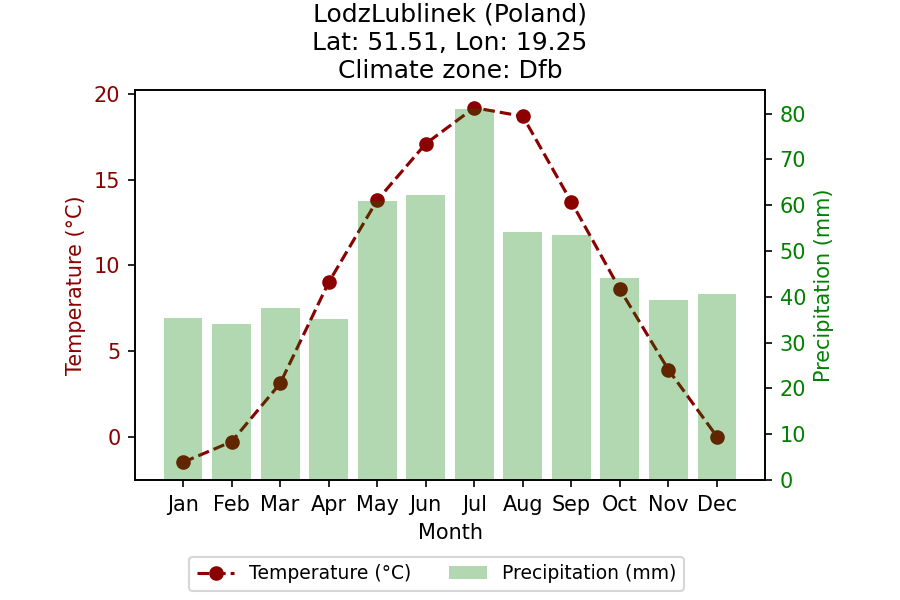 LodzLublinek (Poland)
Lat: 51.51, Lon: 19.25
Climate zone: Dfb
Temperature (°C)
20
15
10
5
0
Precipitation (mm)
80
70
60
50
40
30
20
10
0
Jan Feb Mar Apr May Jun Jul Aug Sep Oct Nov Dec
Month
Temperature (°C) Precipitation (mm)